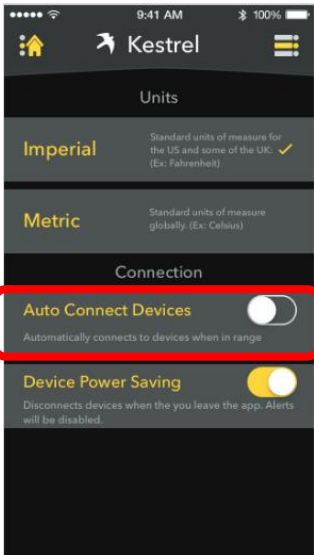 9:41 AM
100%
Kestrel
Units
Imperial
Standard units of measure for
the US and some of the UK:
(Ex: Fahrenheit)
Metric
Standard units of measure
globally. (Ex: Celsius)
Connection
Auto Connect Devices
Automatically connects to devices when in range
Device Power Saving
Disconnects devices when the you leave the app. Alerts
will be disabled.